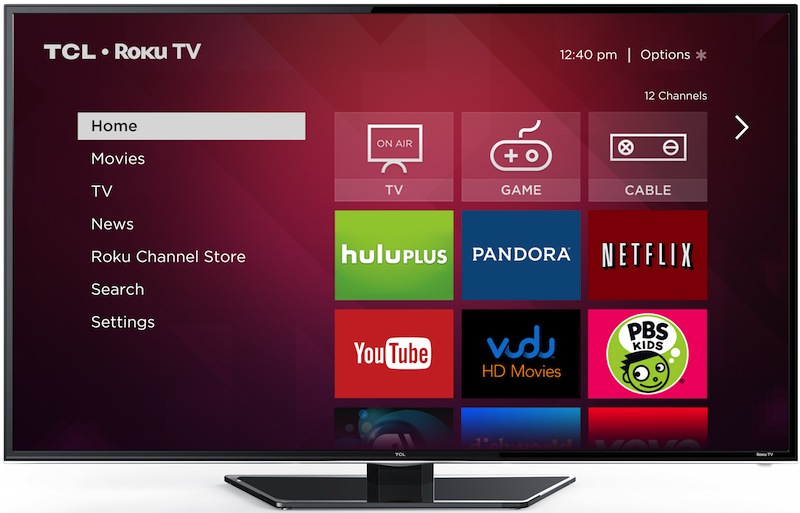 TCL • Roku TV
12:40 pm | Options *
12 Channels
Home
Movies
TV
News
Roku Channel Store
Search
Settings
ON AIR
TV
GAME
CABLE
huluPLUS
PANDORA
NETFLIX
YouTube
vudu
HD Movies
PBS
KIDS
dishworld
TCL
Roku TV